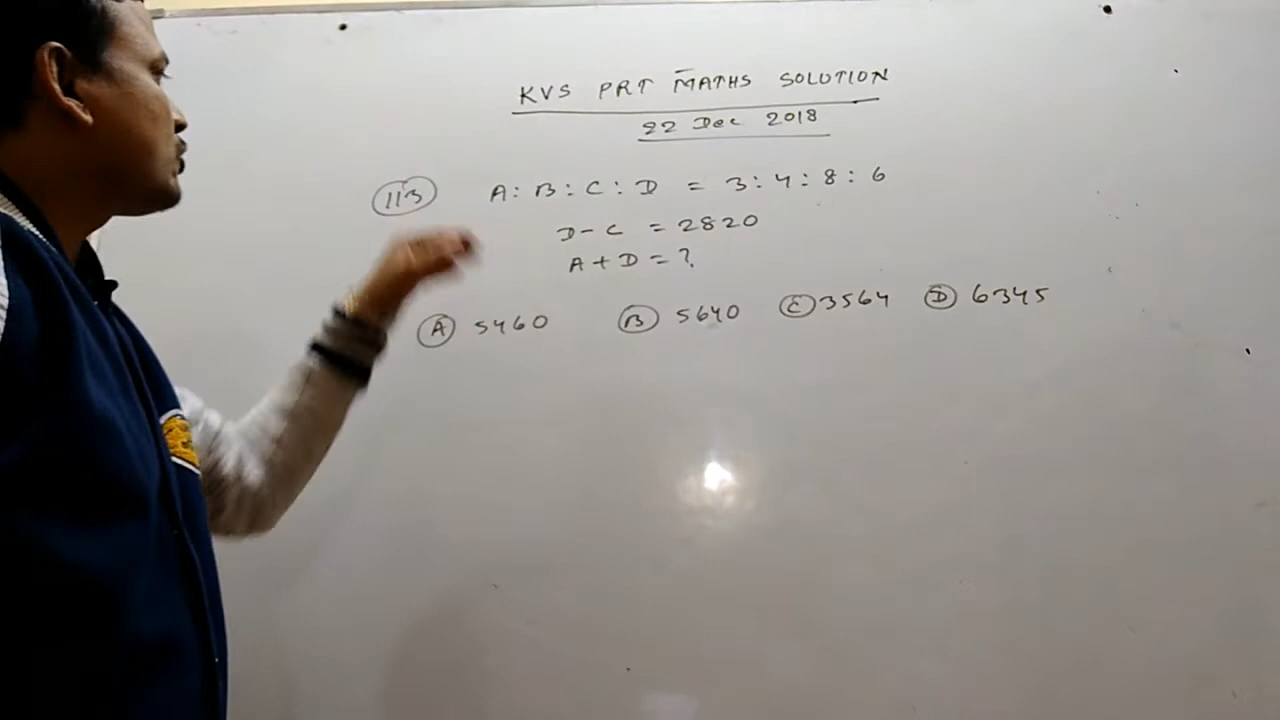 KVS PRT MATHS SOLUTION
22 Dec 2018
113 A : B : C : D = 3 : 4 : 8 : 6
D - C = 2820
A + D = ?
A 5460 B 5640 C 3564 D 6345